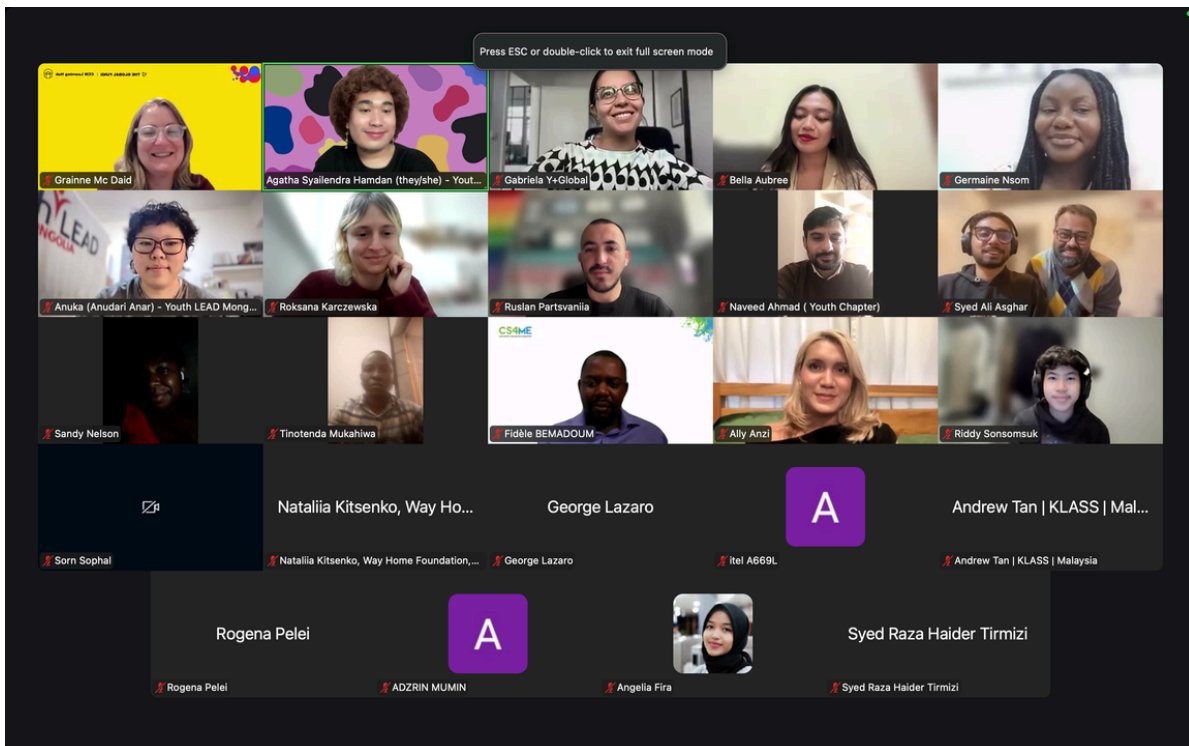 Press ESC or double-click to exit full screen mode
Grainne Mc Daid
Agatha Syailendra Hamdan (they/she) - Yout...
Gabriela Y+Global
Bella Aubree
Germaine Nsom
LEAD
Anuka (Anudari Anar) - Youth LEAD Mong...
Roksana Karczewska
Ruslan Partsvaniia
Naveed Ahmad ( Youth Chapter)
Syed Ali Asghar
CS4ME
Sandy Nelson
Tinotenda Mukahiwa
Fidèle BEMADOUM
Ally Anzi
Riddy Sonsomsuk
Nataliia Kitsenko, Way Ho...
George Lazaro
A
Andrew Tan | KLASS | Mal...
Sorn Sophal
Nataliia Kitsenko, Way Home Foundation,...
George Lazaro
itel A669L
Andrew Tan | KLASS | Malaysia
Rogena Pelei
A
Syed Raza Haider Tirmizi
Rogena Pelei
ADZRIN MUMIN
Angelia Fira
Syed Raza Haider Tirmizi